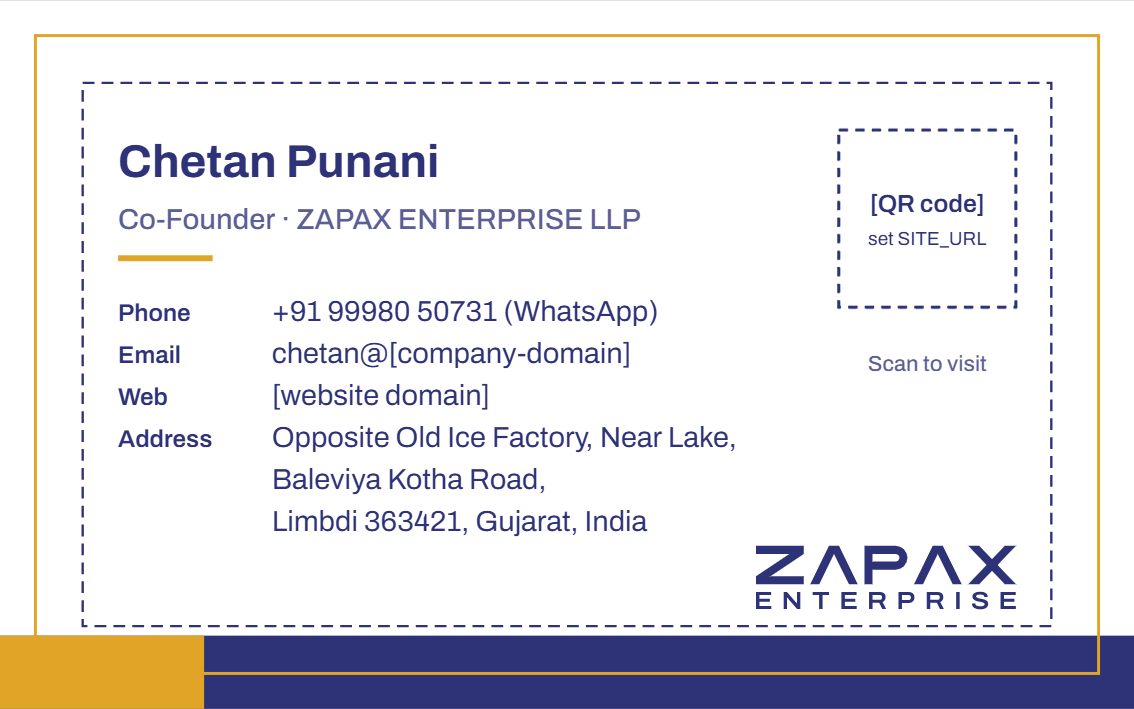 Chetan Punani
Co-Founder · ZAPAX ENTERPRISE LLP
Phone +91 99980 50731 (WhatsApp)
Email chetan@[company-domain]
Web [website domain]
Address Opposite Old Ice Factory, Near Lake,
Baleviya Kotha Road,
Limbdi 363421, Gujarat, India
[QR code]
set SITE_URL
Scan to visit
ZAPAX
ENTERPRISE